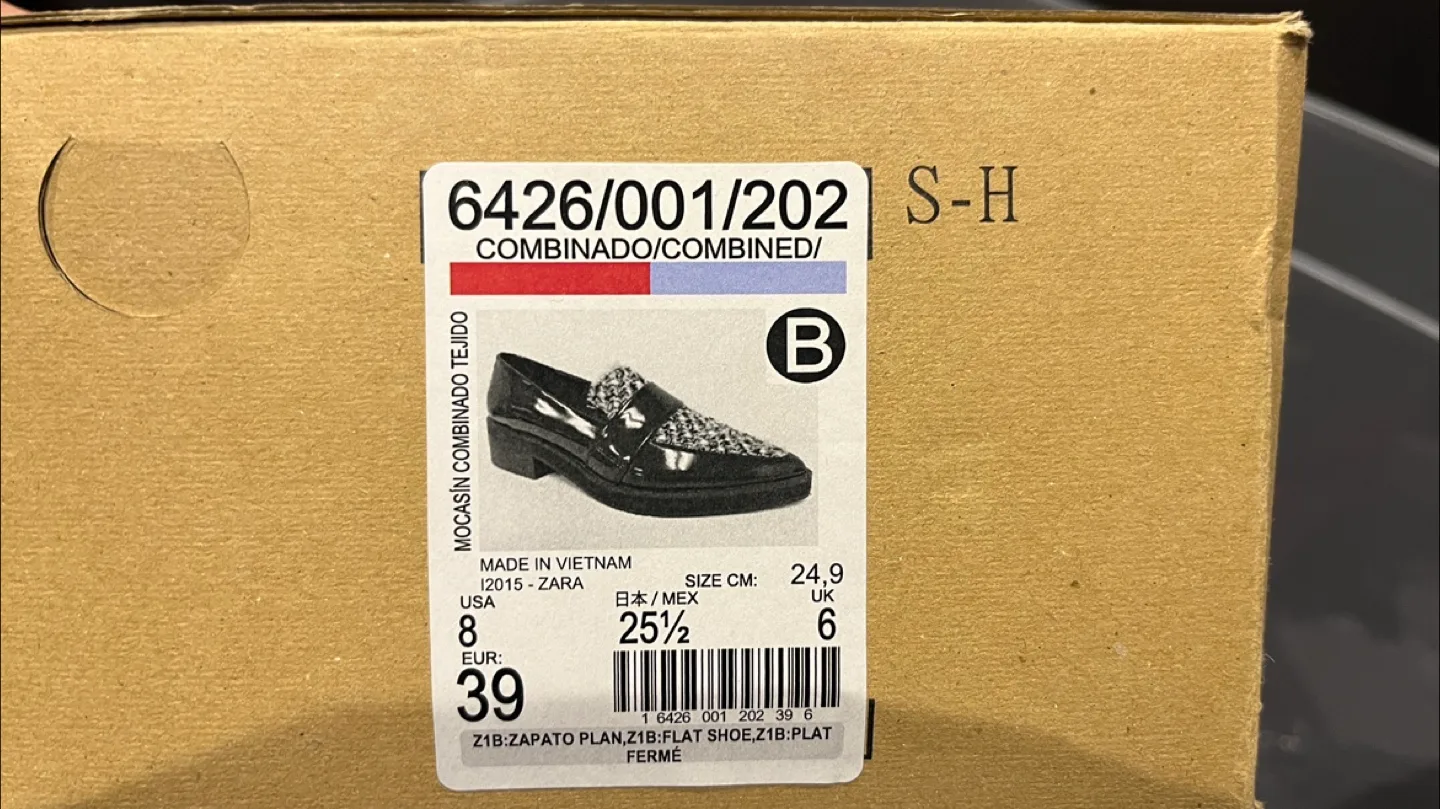 6426/001/202
S-H
COMBINADO/COMBINED/
B
MOCASÍN COMBINADO TEJIDO
MADE IN VIETNAM
I2015 - ZARA
SIZE CM: 24,9
USA
日本 / MEX
UK
8
25½
6
EUR:
39
1 6426 001 202 39 6
Z1B:ZAPATO PLAN,Z1B:FLAT SHOE,Z1B:PLAT
FERMÉ